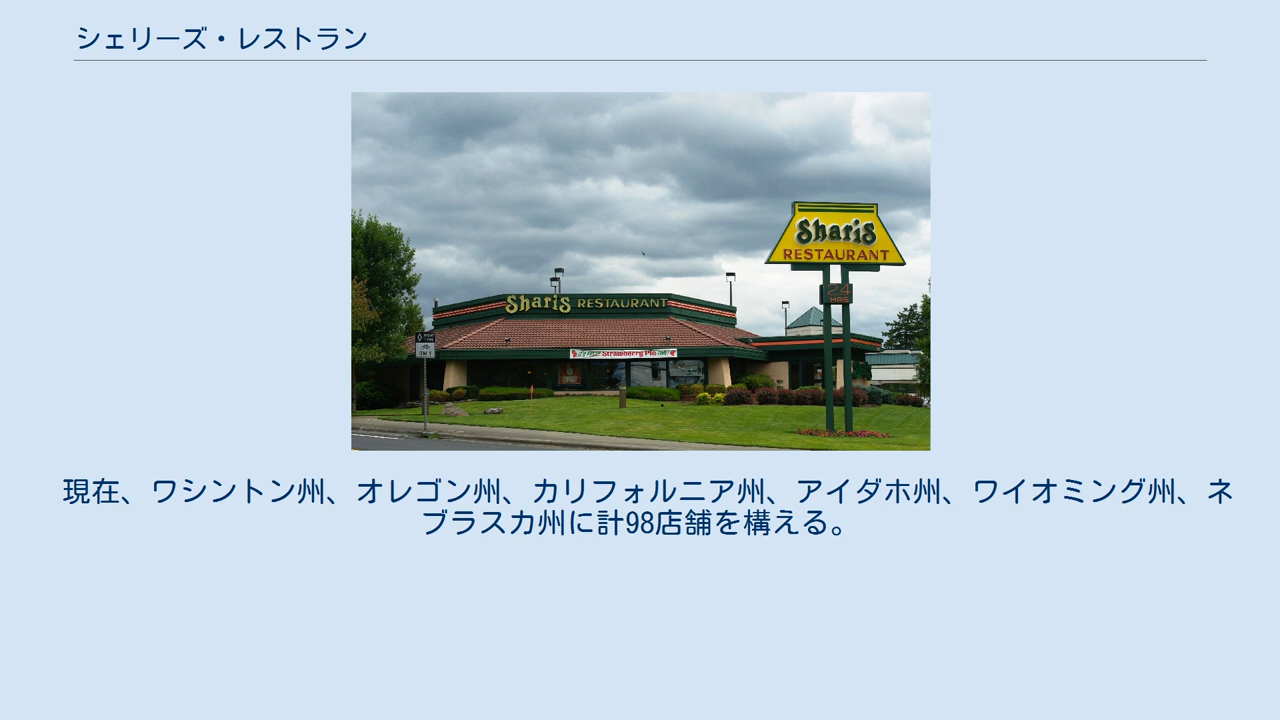 シェリーズ・レストラン
Sharis
RESTAURANT
24
HRS
Sharis RESTAURANT
Strawberry Pie
ONLY
現在、ワシントン州、オレゴン州、カリフォルニア州、アイダホ州、ワイオミング州、ネ
ブラスカ州に計98店舗を構える。